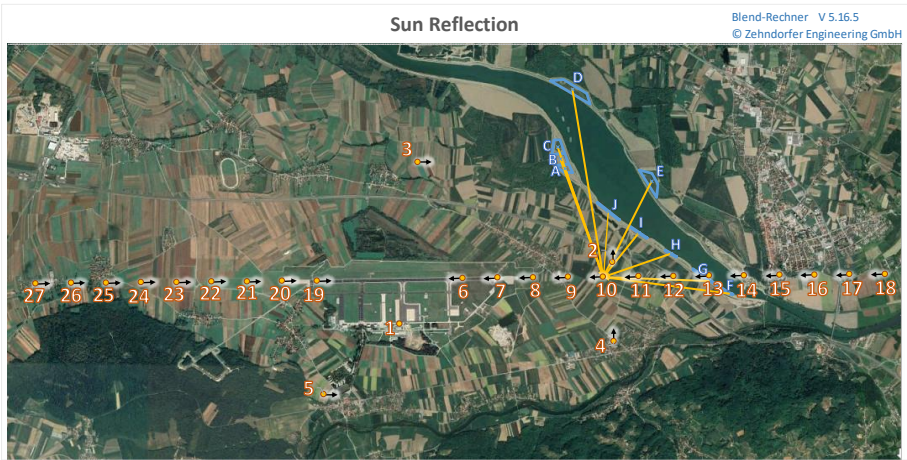 Sun Reflection
Blend-Rechner V 5.16.5
© Zehndorfer Engineering GmbH
D
3
C
B
A
E
J
I
2
H
G
F
27 26 25 24 23 22 21 20 19 6 7 8 9 10 11 12 13 14 15 16 17 18
1
4
5